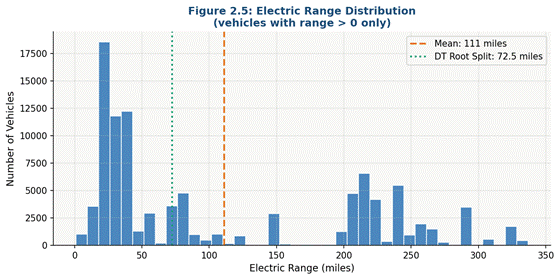 Figure 2.5: Electric Range Distribution
(vehicles with range > 0 only)
Mean: 111 miles
DT Root Split: 72.5 miles
Number of Vehicles
17500
15000
12500
10000
7500
5000
2500
0
0 50 100 150 200 250 300 350
Electric Range (miles)